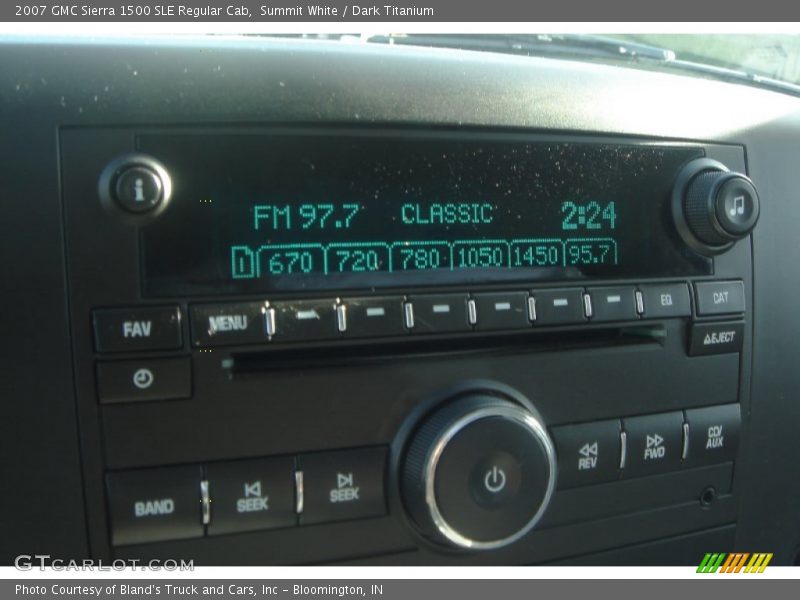 2007 GMC Sierra 1500 SLE Regular Cab,  Summit White / Dark Titanium
i
FM 97.7 CLASSIC 2:24
1 670 720 780 1050 1450 95.7
FAV MENU EQ CAT
EJECT
BAND SEEK SEEK REV FWD CD/AUX
GTCARLOT.COM
Photo Courtesy of Bland's Truck and Cars, Inc - Bloomington, IN